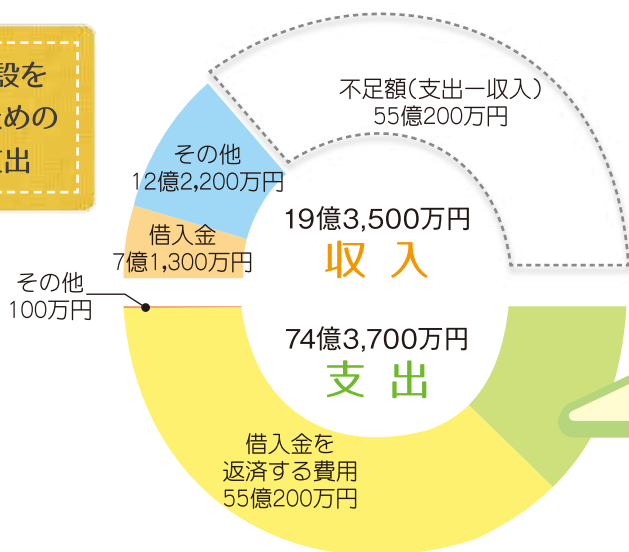 設を
ための
支出
不足額(支出ー収入)
55億200万円
その他
12億2,200万円
借入金
7億1,300万円
19億3,500万円
収入
その他
100万円
74億3,700万円
支出
借入金を
返済する費用
55億200万円